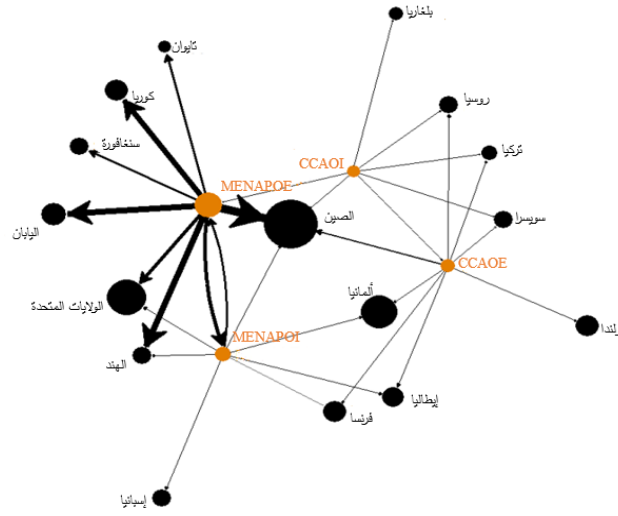 بلغاريا
تايوان
كوريا
روسيا
سنغافورة
تركيا
CCAOI
MENAPOE
اليابان
الصين
سويسرا
CCAOE
ألمانيا
الولايات المتحدة
MENAPOI
ولندا
الهند
إيطاليا
فرنسا
إسبانيا